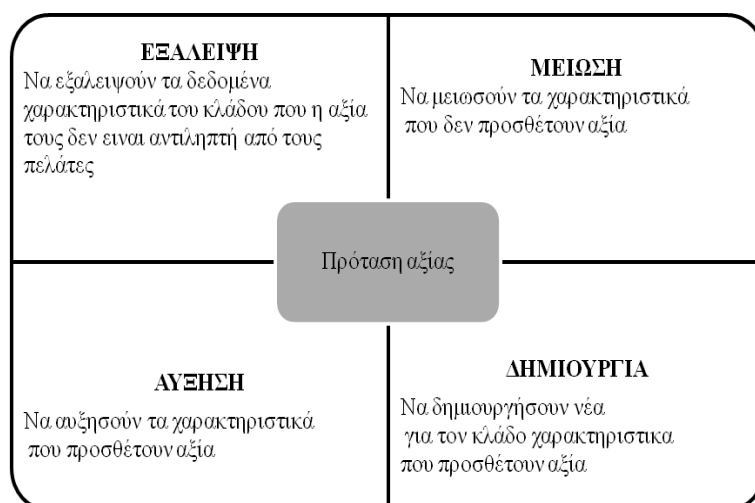 ΕΞΑΛΕΙΨΗ
Να εξαλειψούν τα δεδομένα
χαρακτηριστικά του κλάδου που η αξία
τους δεν ειναι αντιληπτή από τους
πελάτες
ΜΕΙΩΣΗ
Να μειωσούν τα χαρακτηριστικά
που δεν προσθέτουν αξία
Πρόταση αξίας
ΑΥΞΗΣΗ
Να αυξησούν τα χαρακτηριστικά
που προσθέτουν αξία
ΔΗΜΙΟΥΡΓΙΑ
Να δημιουργήσουν νέα
για τον κλάδο χαρακτηριστικα
που προσθέτουν αξία